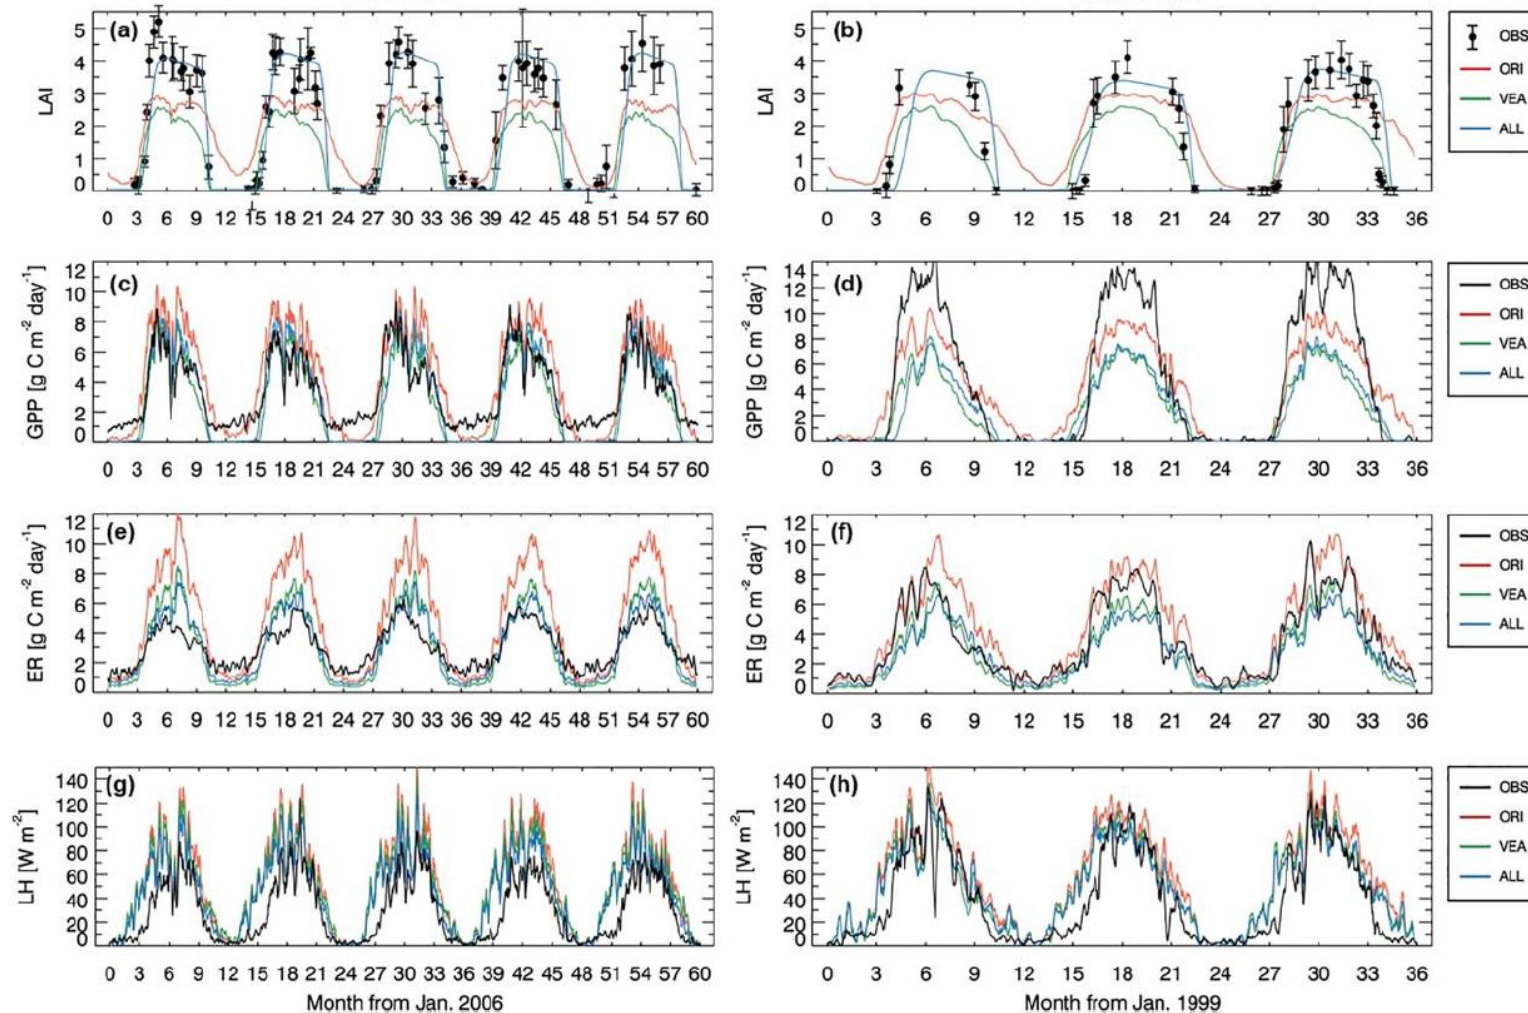 (a)
LAI
5
4
3
2
1
0
0 3 6 9 12 15 18 21 24 27 30 33 36 39 42 45 48 51 54 57 60
(b)
LAI
5
4
3
2
1
0
0 3 6 9 12 15 18 21 24 27 30 33 36
OBS
ORI
VEA
ALL
(c)
GPP [g C m⁻² day⁻¹]
12
10
8
6
4
2
0
0 3 6 9 12 15 18 21 24 27 30 33 36 39 42 45 48 51 54 57 60
(d)
GPP [g C m⁻² day⁻¹]
14
12
10
8
6
4
2
0
0 3 6 9 12 15 18 21 24 27 30 33 36
OBS
ORI
VEA
ALL
(e)
ER [g C m⁻² day⁻¹]
12
10
8
6
4
2
0
0 3 6 9 12 15 18 21 24 27 30 33 36 39 42 45 48 51 54 57 60
(f)
ER [g C m⁻² day⁻¹]
12
10
8
6
4
2
0
0 3 6 9 12 15 18 21 24 27 30 33 36
OBS
ORI
VEA
ALL
(g)
LH [W m⁻²]
140
120
100
80
60
40
20
0
0 3 6 9 12 15 18 21 24 27 30 33 36 39 42 45 48 51 54 57 60
Month from Jan. 2006
(h)
LH [W m⁻²]
140
120
100
80
60
40
20
0
0 3 6 9 12 15 18 21 24 27 30 33 36
Month from Jan. 1999
OBS
ORI
VEA
ALL